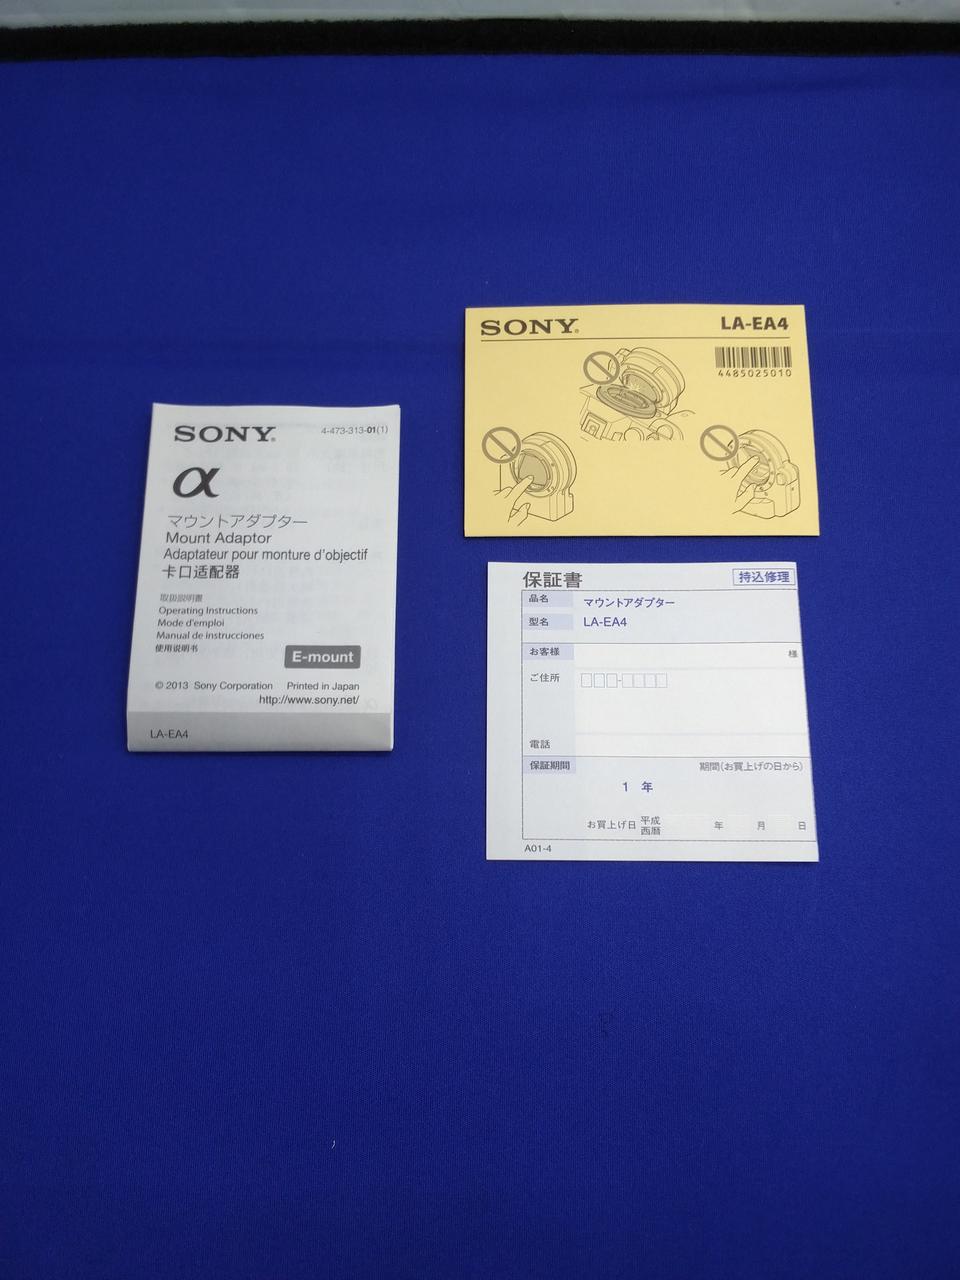 SONY®
4-473-313-01(1)
α
マウントアダプター
Mount Adaptor
Adaptateur pour monture d'objectif
卡口适配器
取扱説明書
Operating Instructions
Mode d'emploi
Manual de instrucciones
使用说明书
E-mount
© 2013 Sony Corporation Printed in Japan
http://www.sony.net/
LA-EA4
SONY®
LA-EA4
4485025010
保証書
持込修理
品名 マウントアダプター
型名 LA-EA4
お客様 様
ご住所
電話
保証期間 期間(お買上げの日から)
1 年
お買上げ日 平成 西暦 年 月 日
A01-4